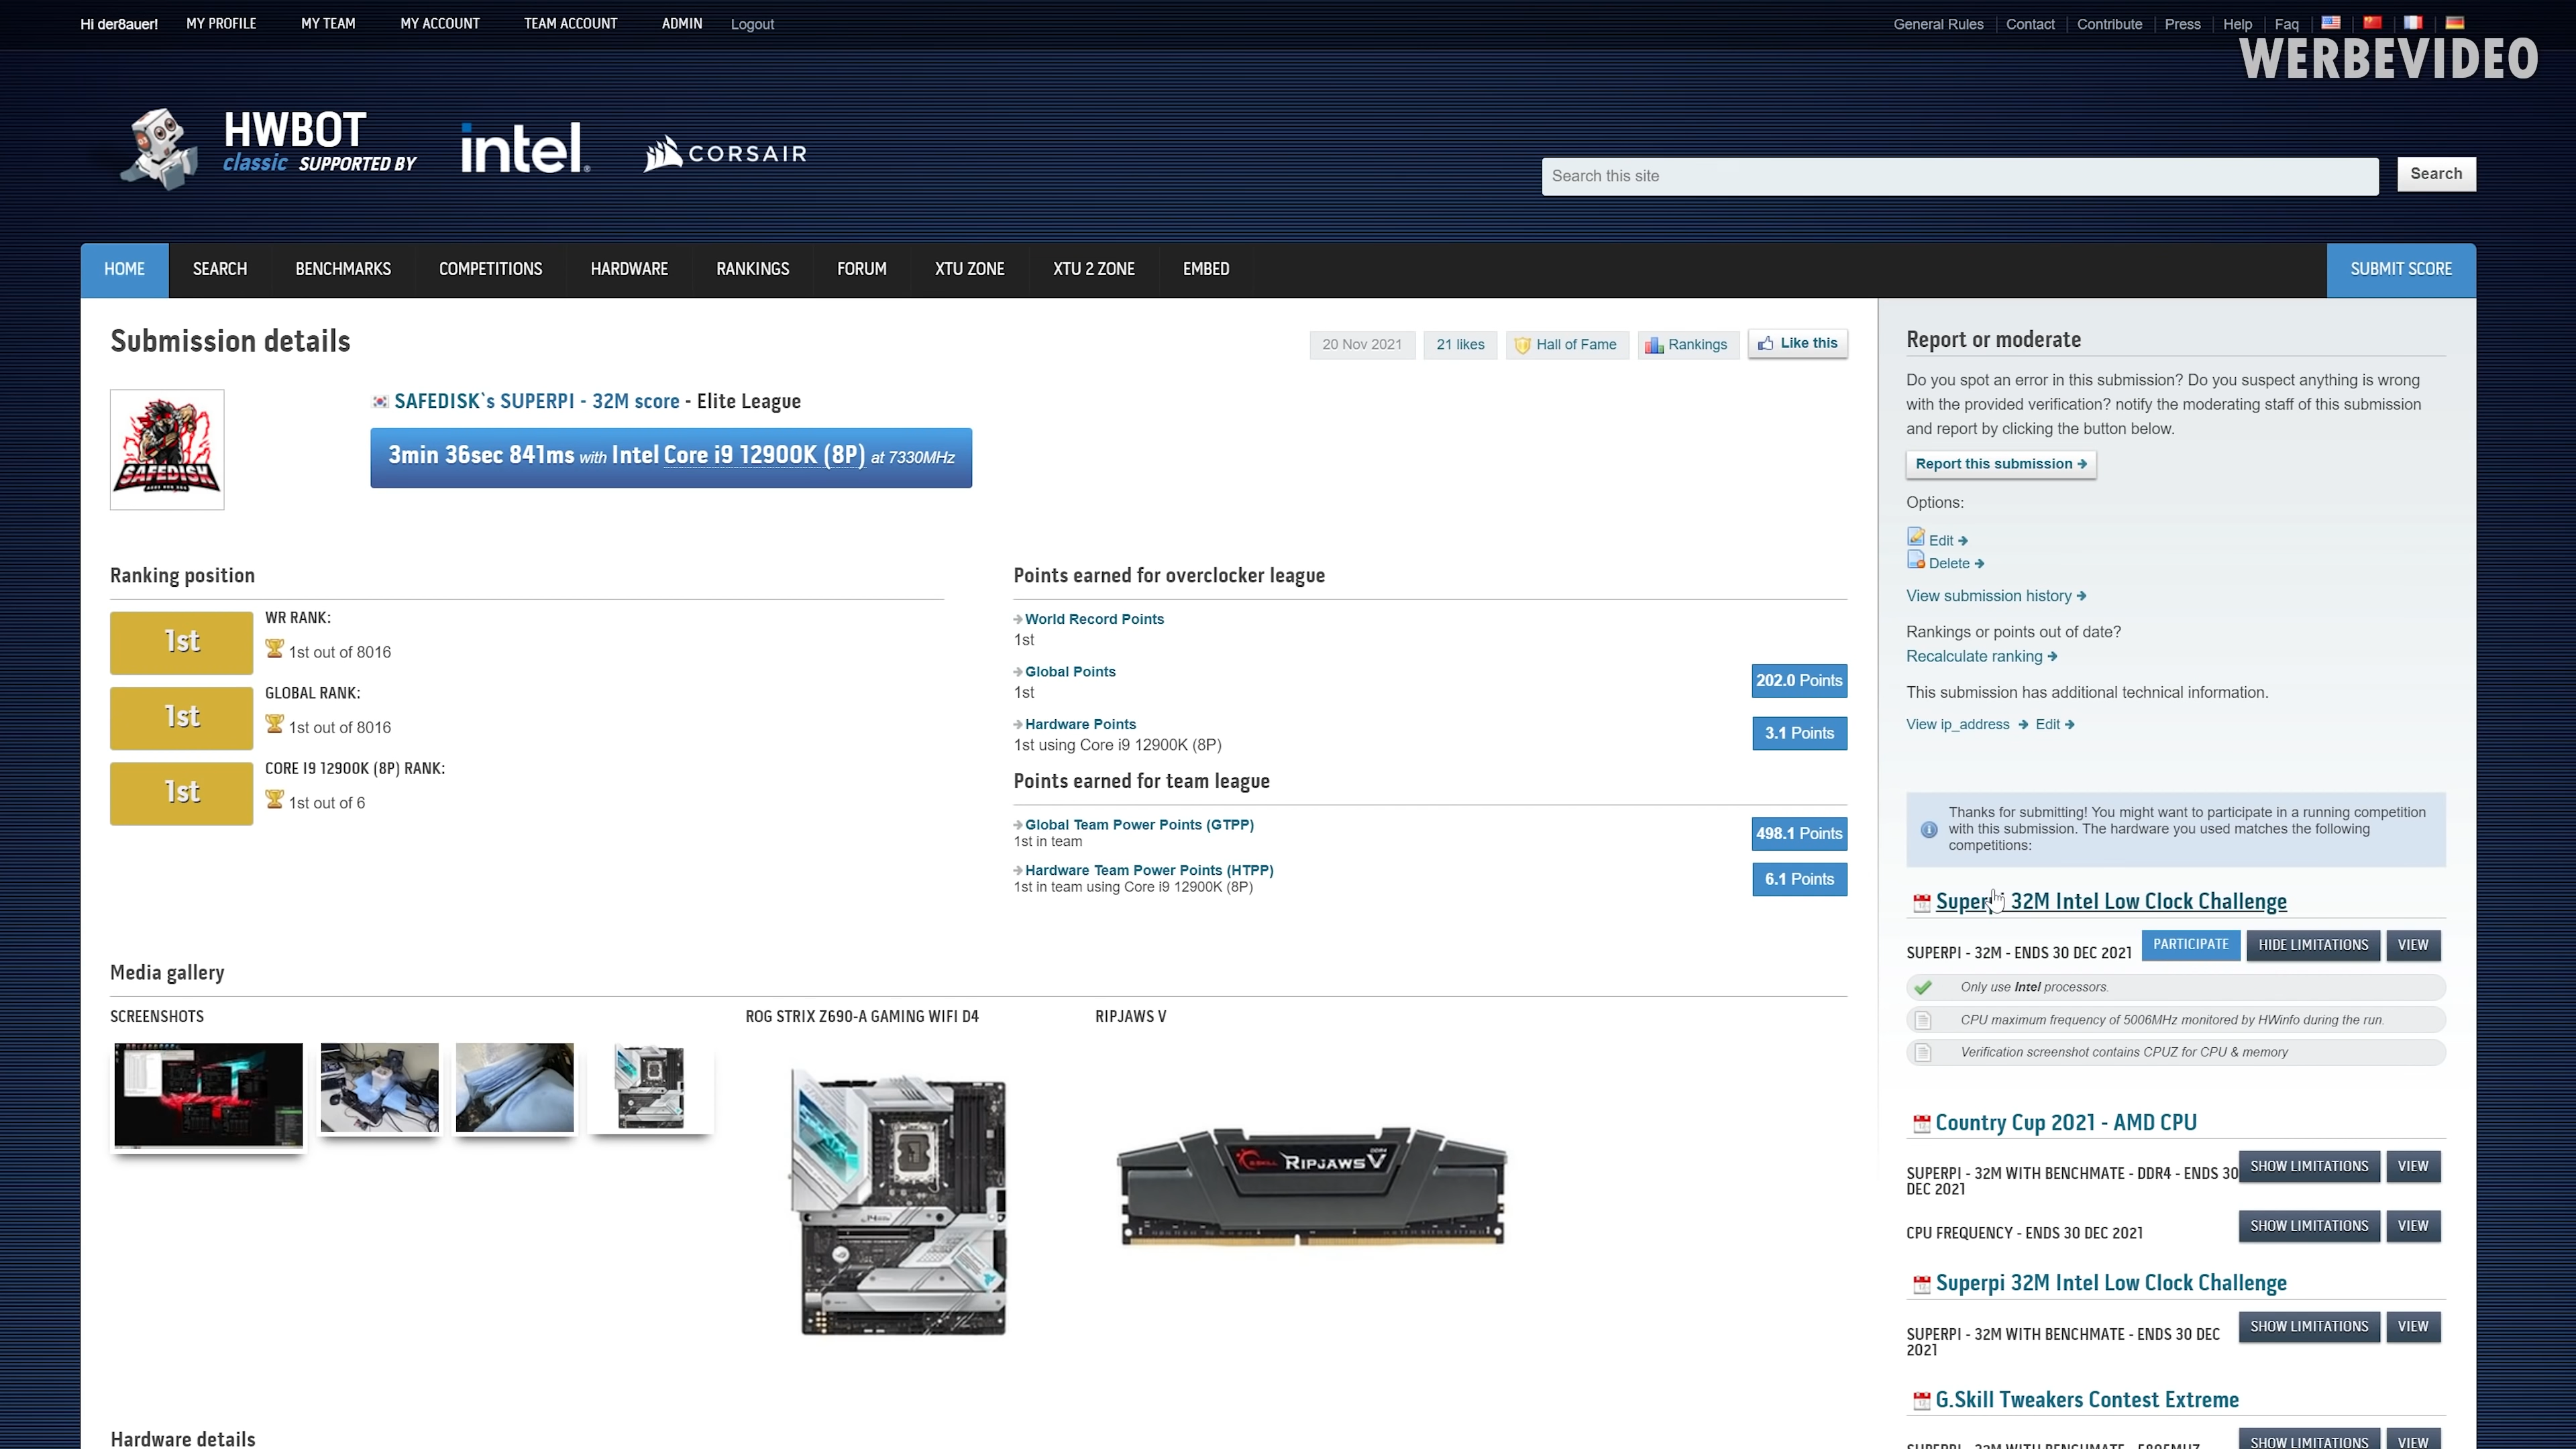 Hi der8auer! MY PROFILE MY TEAM MY ACCOUNT TEAM ACCOUNT ADMIN Logout
General Rules Contact Contribute Press Help Faq
WERBEVIDEO
HWBOT
classic SUPPORTED BY
intel
CORSAIR
Search this site
Search
HOME SEARCH BENCHMARKS COMPETITIONS HARDWARE RANKINGS FORUM XTU ZONE XTU 2 ZONE EMBED SUBMIT SCORE
Submission details
20 Nov 2021 21 likes Hall of Fame Rankings Like this
SAFEDISK
SAFEDISK`s SUPERPI - 32M score - Elite League
3min 36sec 841ms with Intel Core i9 12900K (8P) at 7330MHz
Ranking position
1st
WR RANK:
1st out of 8016
1st
GLOBAL RANK:
1st out of 8016
1st
CORE I9 12900K (8P) RANK:
1st out of 6
Points earned for overclocker league
World Record Points
1st
Global Points
1st
202.0 Points
Hardware Points
1st using Core i9 12900K (8P)
3.1 Points
Points earned for team league
Global Team Power Points (GTPP)
1st in team
498.1 Points
Hardware Team Power Points (HTPP)
1st in team using Core i9 12900K (8P)
6.1 Points
Media gallery
SCREENSHOTS
ROG STRIX Z690-A GAMING WIFI D4
RIPJAWS V
G.SKILL RIPJAWS V DDR4
Hardware details
Report or moderate
Do you spot an error in this submission? Do you suspect anything is wrong
with the provided verification? notify the moderating staff of this submission
and report by clicking the button below.
Report this submission
Options:
Edit
Delete
View submission history
Rankings or points out of date?
Recalculate ranking
This submission has additional technical information.
View ip_address Edit
Thanks for submitting! You might want to participate in a running competition
with this submission. The hardware you used matches the following
competitions:
Superpi 32M Intel Low Clock Challenge
SUPERPI - 32M - ENDS 30 DEC 2021 PARTICIPATE HIDE LIMITATIONS VIEW
Only use Intel processors.
CPU maximum frequency of 5006MHz monitored by HWinfo during the run.
Verification screenshot contains CPUZ for CPU & memory
Country Cup 2021 - AMD CPU
SUPERPI - 32M WITH BENCHMATE - DDR4 - ENDS 30 SHOW LIMITATIONS VIEW
DEC 2021
CPU FREQUENCY - ENDS 30 DEC 2021 SHOW LIMITATIONS VIEW
Superpi 32M Intel Low Clock Challenge
SUPERPI - 32M WITH BENCHMATE - ENDS 30 DEC SHOW LIMITATIONS VIEW
2021
G.Skill Tweakers Contest Extreme
SHOW LIMITATIONS VIEW